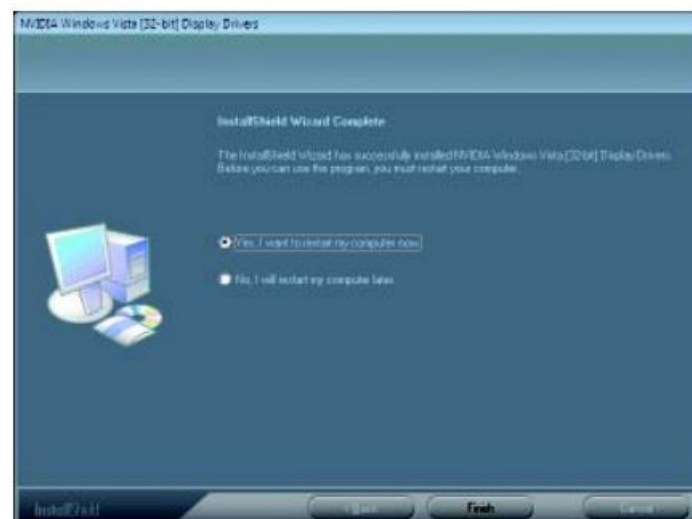 NVIDIA Windows Vista [32-bit] Display Drivers
InstallShield Wizard Complete
The InstallShield Wizard has successfully installed NVIDIA Windows Vista [32-bit] Display Drivers.
Before you can use the program, you must restart your computer.
Yes, I want to restart my computer now.
No, I will restart my computer later.
InstallShield
< Back
Finish
Cancel